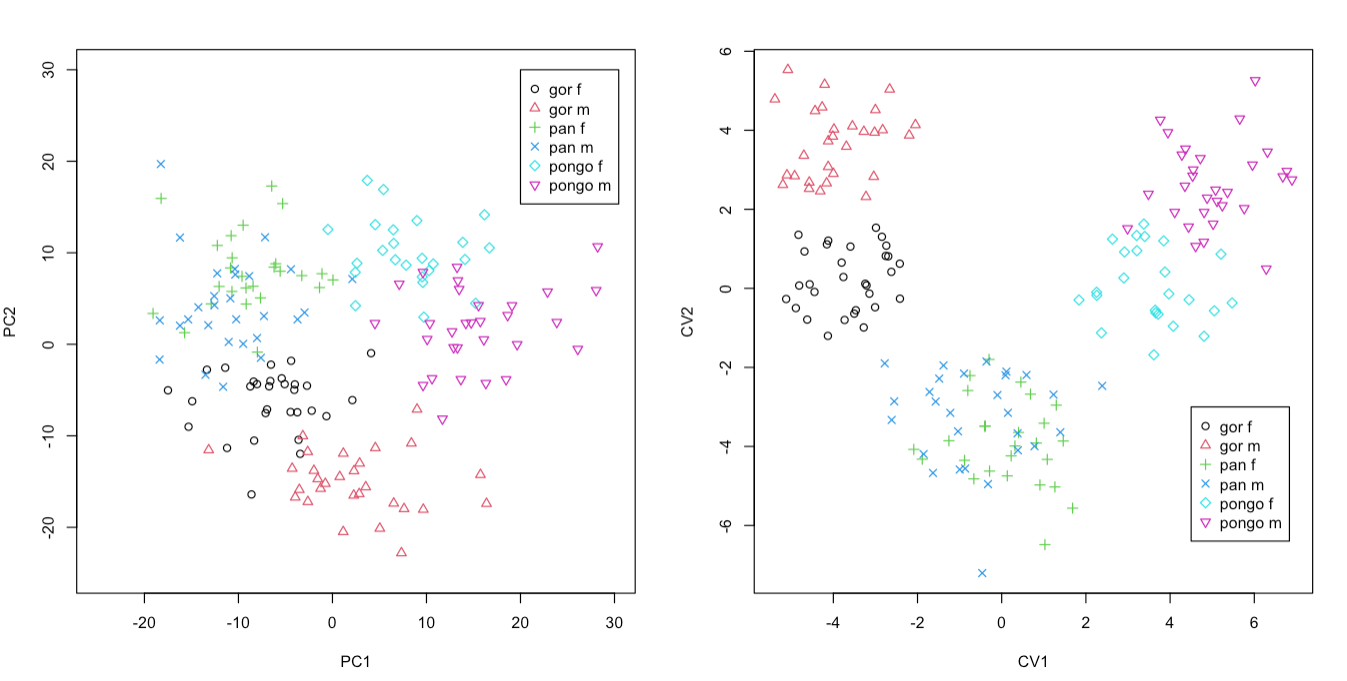 30
20
10
0
-10
-20
PC2
gor f
gor m
pan f
pan m
pongo f
pongo m
-20 -10 0 10 20 30
PC1
6
4
2
0
-2
-4
-6
CV2
gor f
gor m
pan f
pan m
pongo f
pongo m
-4 -2 0 2 4 6
CV1